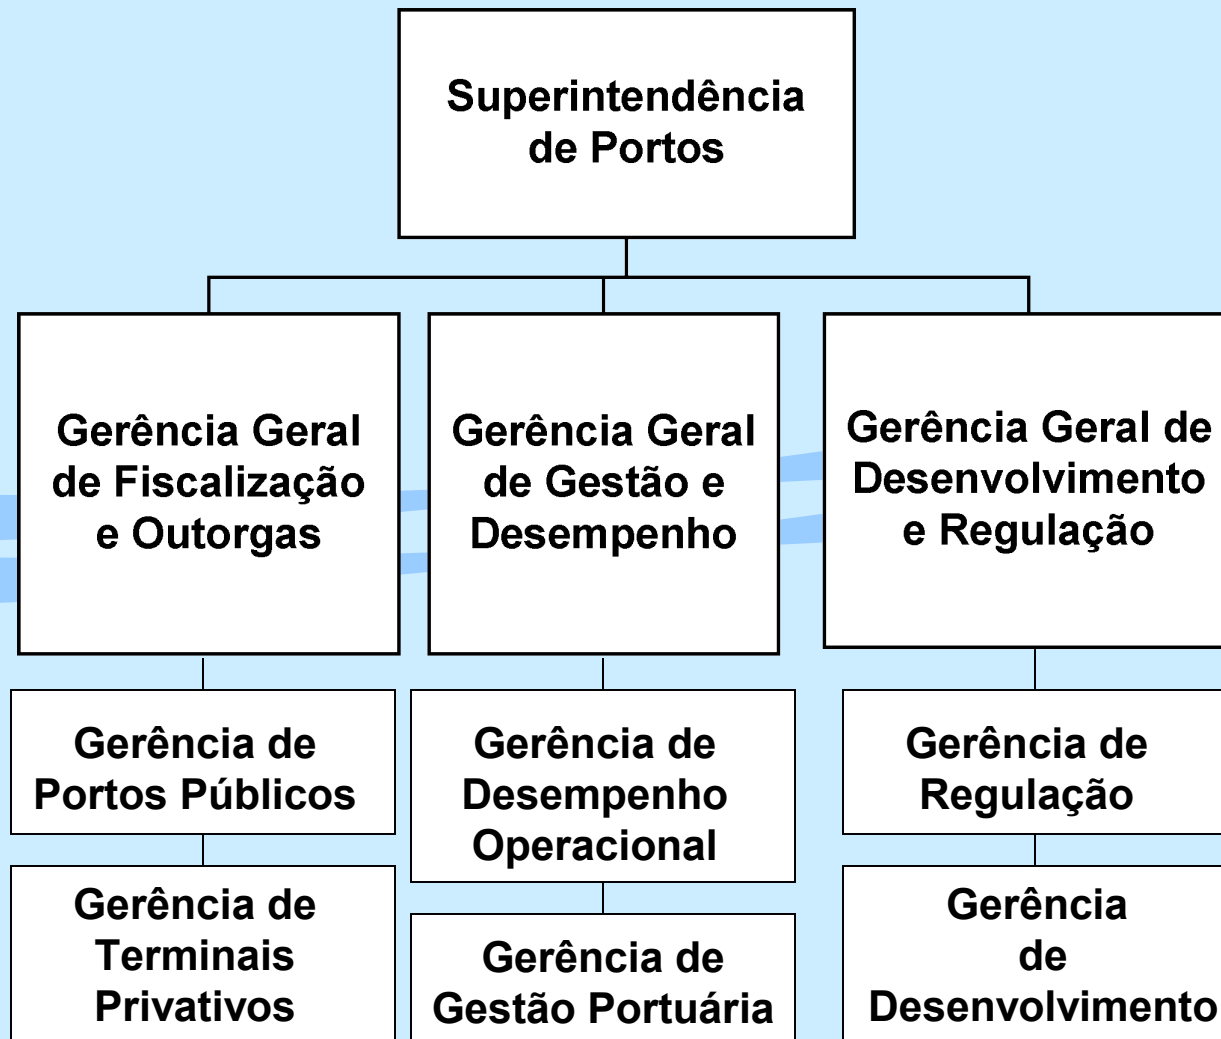 Superintendência
de Portos
Gerência Geral
de Fiscalização
e Outorgas
Gerência Geral
de Gestão e
Desempenho
Gerência Geral de
Desenvolvimento
e Regulação
Gerência de
Portos Públicos
Gerência de
Desempenho
Operacional
Gerência de
Regulação
Gerência de
Terminais
Privativos
Gerência de
Gestão Portuária
Gerência
de
Desenvolvimento